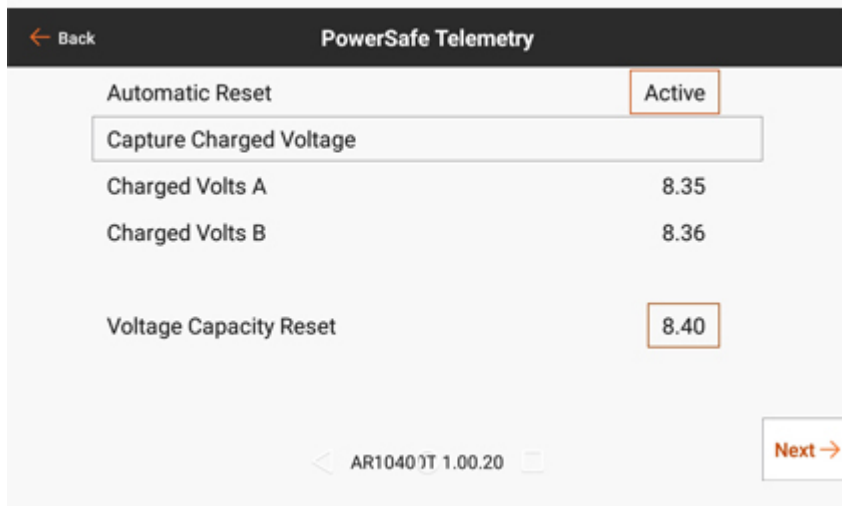 Back PowerSafe Telemetry
Automatic Reset Active
Capture Charged Voltage
Charged Volts A 8.35
Charged Volts B 8.36
Voltage Capacity Reset 8.40
1.00.20
Next